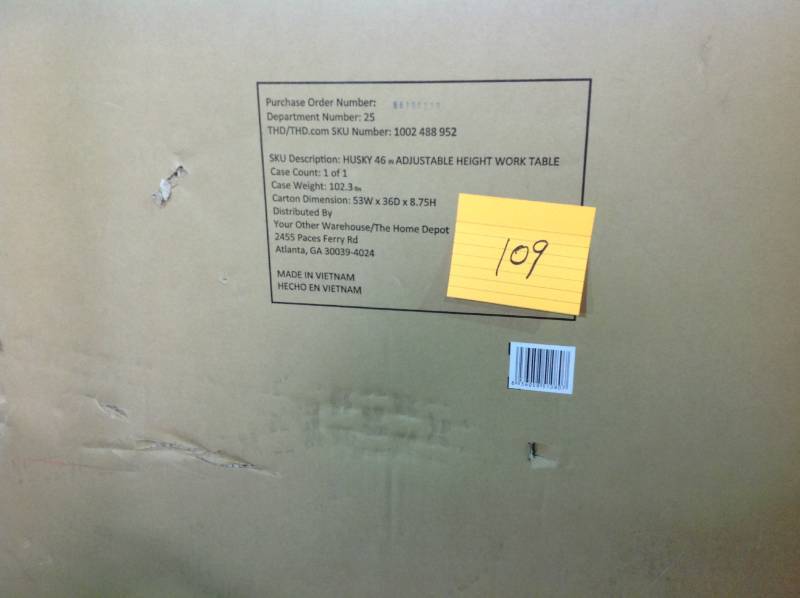 Purchase Order Number:
Department Number: 25
THD/THD.com SKU Number: 1002 488 952
SKU Description: HUSKY 46 IN ADJUSTABLE HEIGHT WORK TABLE
Case Count: 1 of 1
Case Weight: 102.3 lbs
Carton Dimension: 53W x 36D x 8.75H
Distributed By
Your Other Warehouse/The Home Depot
2455 Paces Ferry Rd
Atlanta, GA 30039-4024
MADE IN VIETNAM
HECHO EN VIETNAM
109